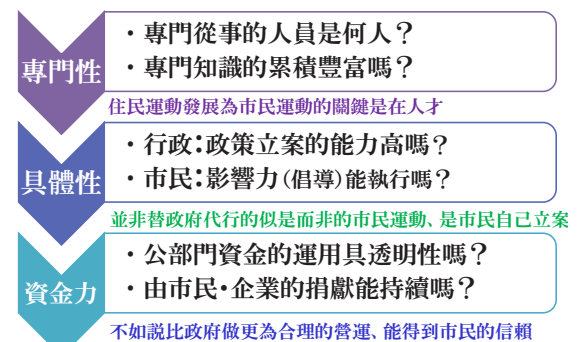 專門性
・專門從事的人員是何人？
・專門知識的累積豐富嗎？
住民運動發展為市民運動的關鍵是在人才
具體性
・行政：政策立案的能力高嗎？
・市民：影響力(倡導)能執行嗎？
並非替政府代行的似是而非的市民運動、是市民自己立案
資金力
・公部門資金的運用具透明性嗎？
・由市民・企業的捐獻能持續嗎？
不如説比政府做更為合理的營運、能得到市民的信賴